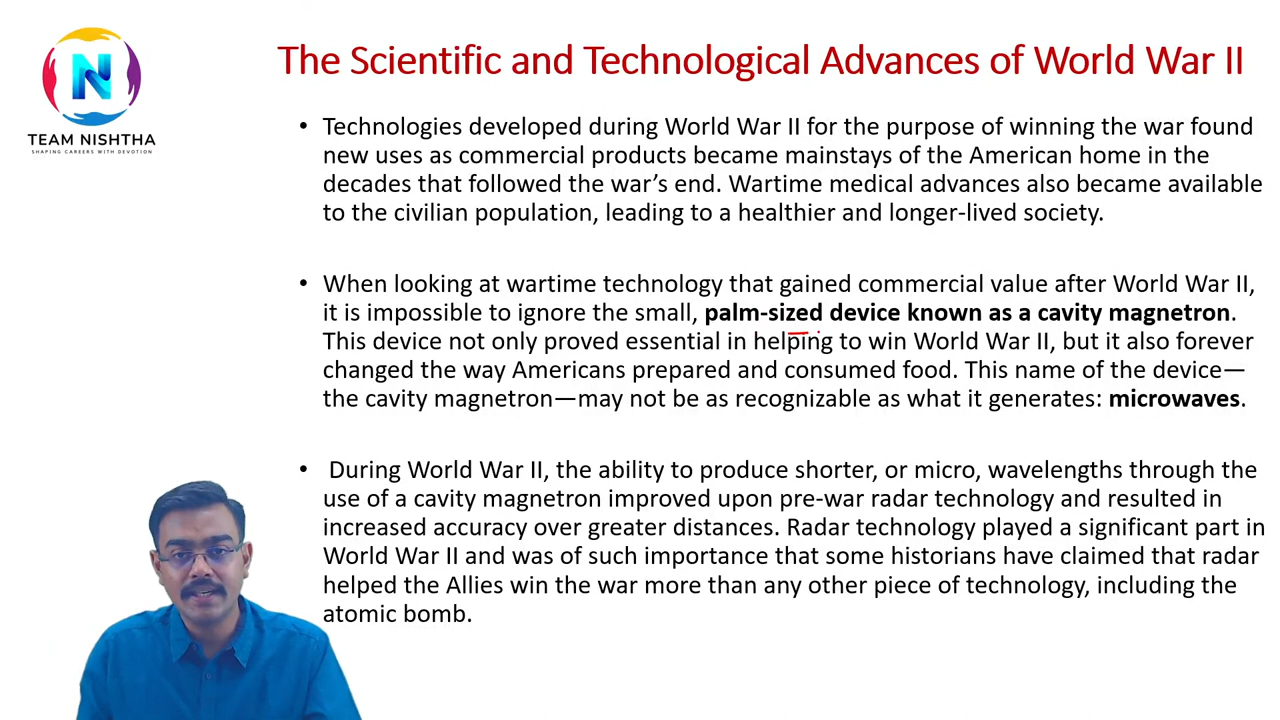 The Scientific and Technological Advances of World War II
N
TEAM NISHTHA
SHAPING CAREERS WITH DEVOTION
• Technologies developed during World War II for the purpose of winning the war found
new uses as commercial products became mainstays of the American home in the
decades that followed the war’s end. Wartime medical advances also became available
to the civilian population, leading to a healthier and longer-lived society.
• When looking at wartime technology that gained commercial value after World War II,
it is impossible to ignore the small, palm-sized device known as a cavity magnetron.
This device not only proved essential in helping to win World War II, but it also forever
changed the way Americans prepared and consumed food. This name of the device—
the cavity magnetron—may not be as recognizable as what it generates: microwaves.
• During World War II, the ability to produce shorter, or micro, wavelengths through the
use of a cavity magnetron improved upon pre-war radar technology and resulted in
increased accuracy over greater distances. Radar technology played a significant part in
World War II and was of such importance that some historians have claimed that radar
helped the Allies win the war more than any other piece of technology, including the
atomic bomb.